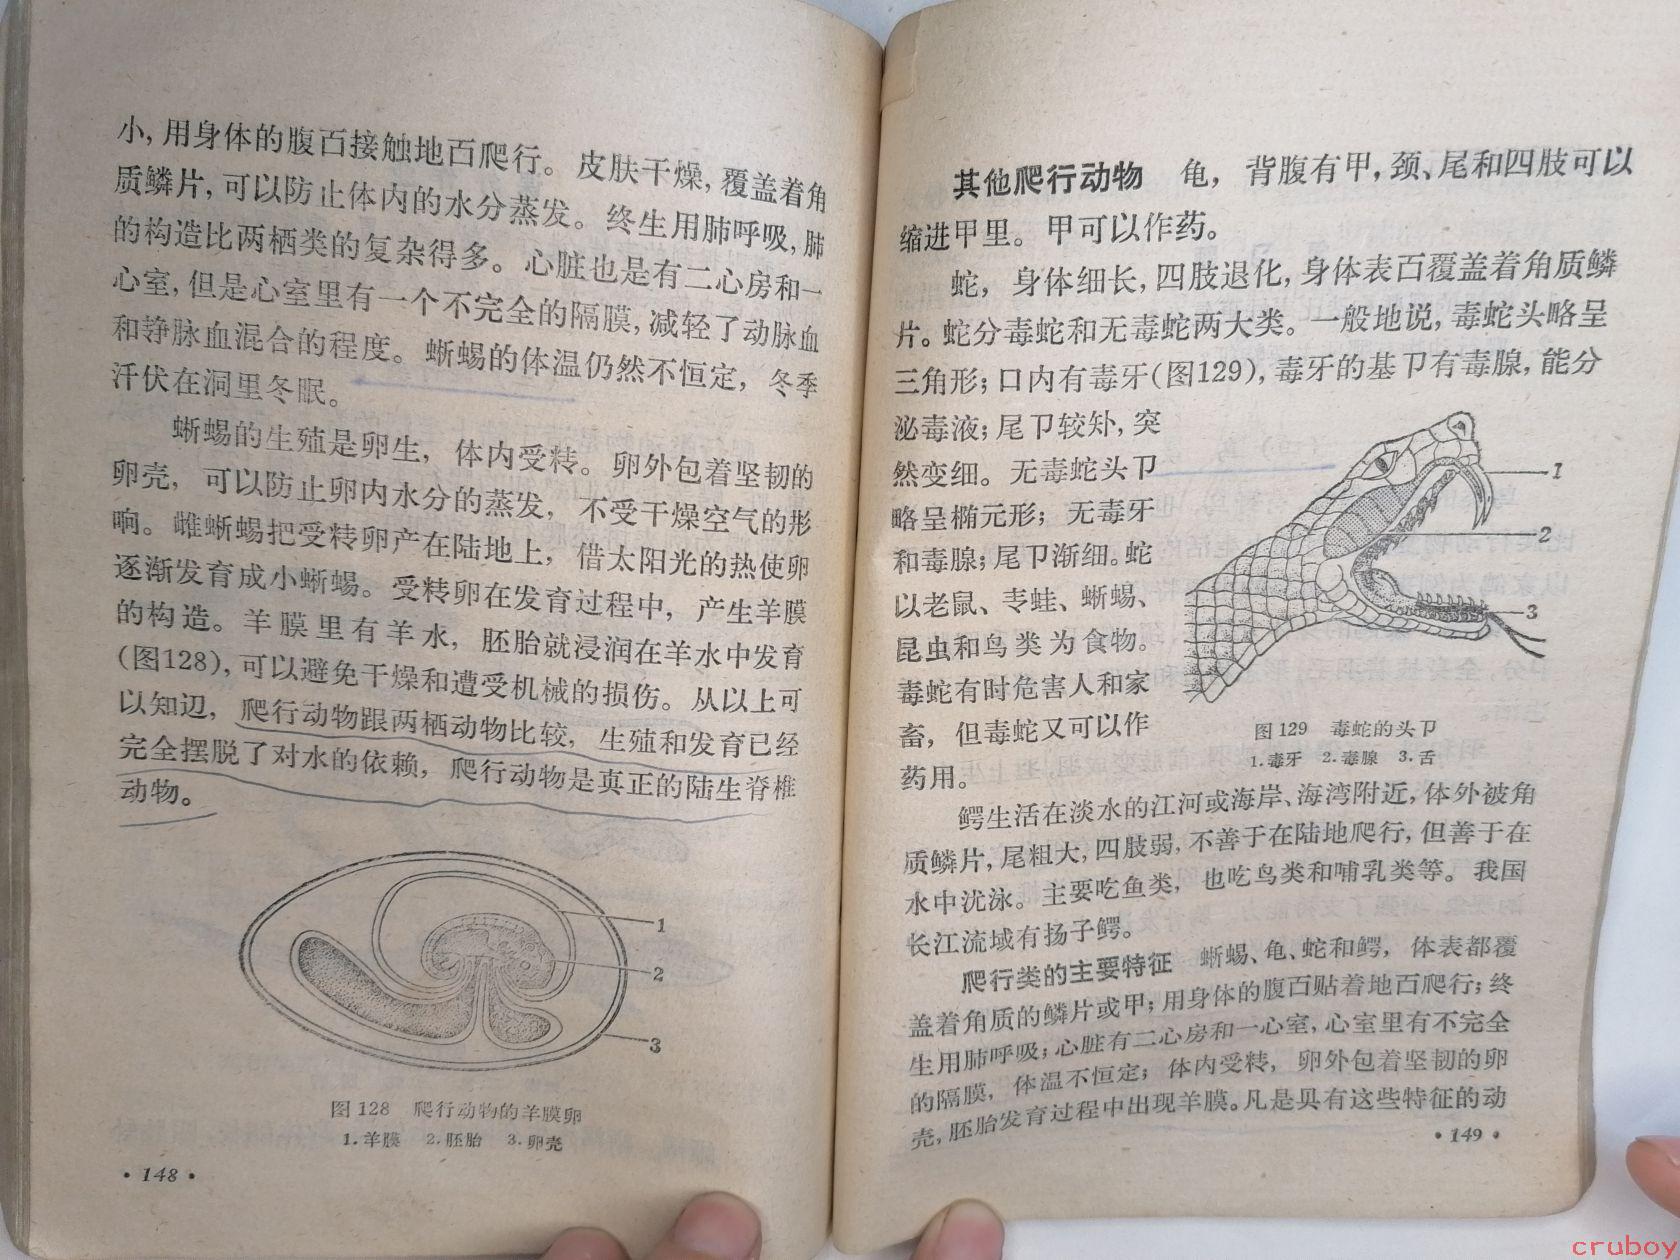 小，用身体的腹百接触地百爬行。皮肤干燥，覆盖着角
质鳞片，可以防止体内的水分蒸发。终生用肺呼吸，肺
的构造比两栖类的复杂得多。心脏也是有二心房和一
心室，但是心室里有一个不完全的隔膜，减轻了动脉血
和静脉血混合的程度。蜥蜴的体温仍然不恒定，冬季
伏在洞里冬眠。
蜥蜴的生殖是卵生，体内受精。卵外包着坚韧的
卵壳，可以防止卵内水分的蒸发，不受干燥空气的形
响。雌蜥蜴把受精卵产在陆地上，借太阳光的热使卵
逐渐发育成小蜥蜴。受精卵在发育过程中，产生羊膜
的构造。羊膜里有羊水，胚胎就浸润在羊水中发育
(图128)，可以避免干燥和遭受机械的损伤。从以上可
以知辺，爬行动物跟两栖动物比较，生殖和发育已经
完全摆脱了对水的依赖，爬行动物是真正的陆生脊椎
动物。
1
2
3
图 128 爬行动物的羊膜卵
1.羊膜 2.胚胎 3.卵壳
• 148 •
其他爬行动物 龟，背腹有甲，颈、尾和四肢可以
缩进甲里。甲可以作药。
蛇，身体细长，四肢退化，身体表百覆盖着角质鳞
片。蛇分毒蛇和无毒蛇两大类。一般地说，毒蛇头略呈
三角形；口内有毒牙(图129)，毒牙的基卩有毒腺，能分
泌毒液；尾卩较短，突
然变细。无毒蛇头卩
略呈椭元形；无毒牙
和毒腺；尾卩渐细。蛇
以老鼠、青蛙、蜥蜴、
昆虫和鸟类为食物。
毒蛇有时危害人和家
畜，但毒蛇又可以作
药用。
1
2
3
图 129 毒蛇的头卩
1.毒牙 2.毒腺 3.舌
鳄生活在淡水的江河或海岸、海湾附近，体外被角
质鳞片，尾粗大，四肢弱，不善于在陆地爬行，但善于在
水中沋泳。主要吃鱼类，也吃鸟类和哺乳类等。我国
长江流域有扬子鳄。
爬行类的主要特征 蜥蜴、龟、蛇和鳄，体表都覆
盖着角质的鳞片或甲；用身体的腹百贴着地百爬行；终
生用肺呼吸；心脏有二心房和一心室，心室里有不完全
的隔膜，体温不恒定；体内受精，卵外包着坚韧的卵
壳，胚胎发育过程中出现羊膜。凡是具有这些特征的动
• 149 •
cruboy